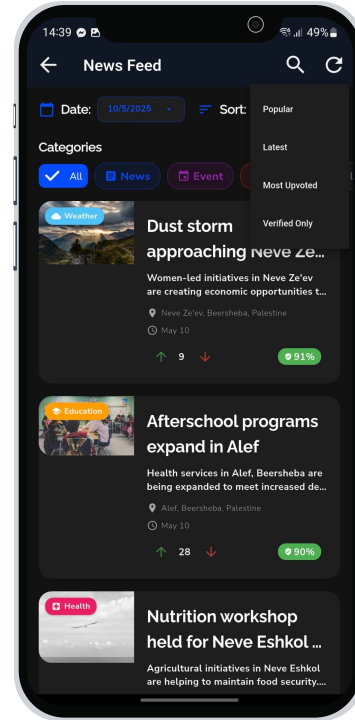 14:39
49%
News Feed
Date:
10/5/2025
Sort:
Popular
Latest
Most Upvoted
Verified Only
Categories
All
News
Event
Weather
Dust storm
approaching Neve Ze...
Women-led initiatives in Neve Ze'ev
are creating economic opportunities t...
Neve Ze'ev, Beersheba, Palestine
May 10
9
91%
Education
Afterschool programs
expand in Alef
Health services in Alef, Beersheba are
being expanded to meet increased de...
Alef, Beersheba, Palestine
May 10
28
90%
Health
Nutrition workshop
held for Neve Eshkol ...
Agricultural initiatives in Neve Eshkol
are helping to maintain food security....